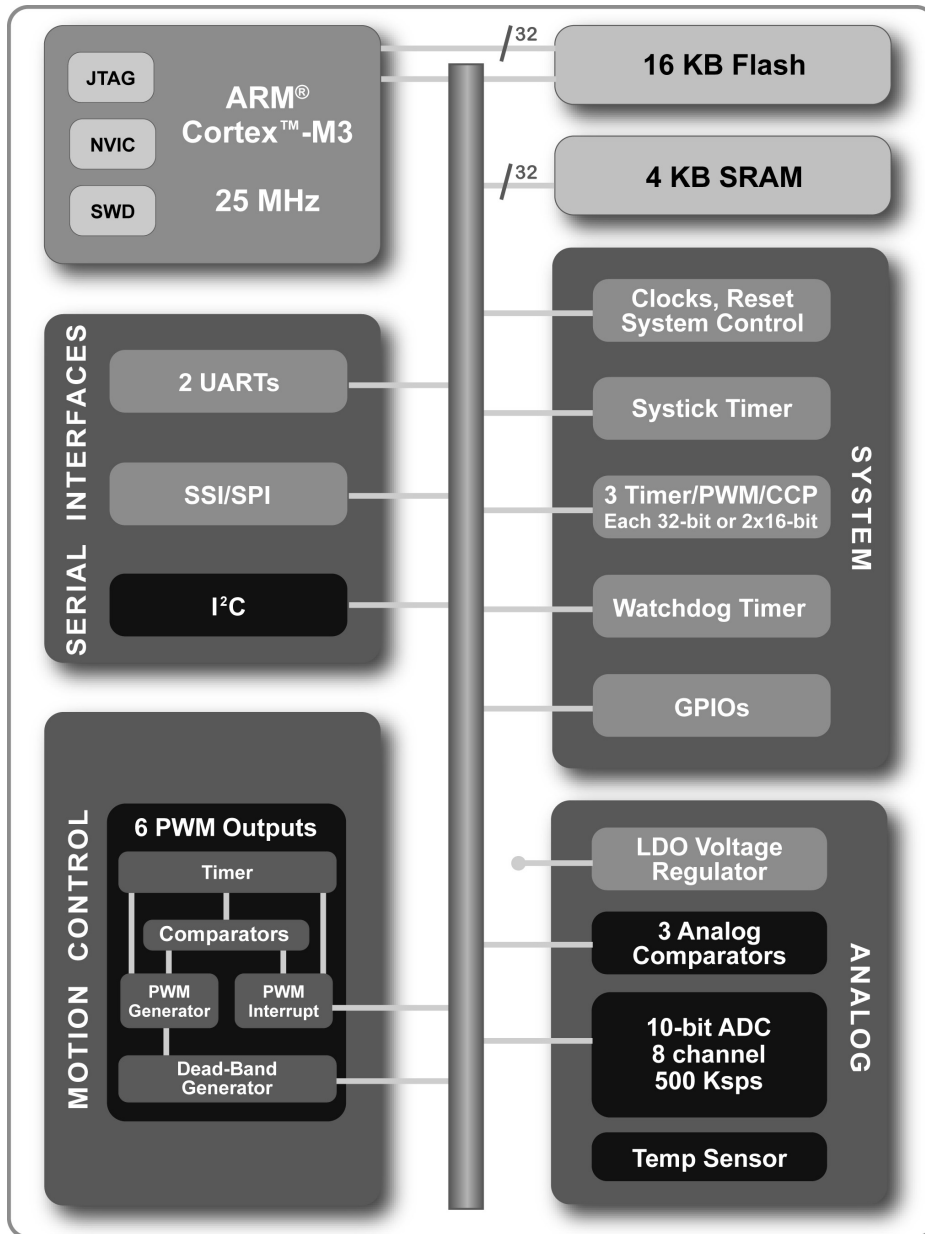 JTAG
NVIC
SWD
ARM®
Cortex™-M3
25 MHz
32
16 KB Flash
32
4 KB SRAM
SERIAL INTERFACES
2 UARTs
SSI/SPI
I²C
SYSTEM
Clocks, Reset
System Control
Systick Timer
3 Timer/PWM/CCP
Each 32-bit or 2x16-bit
Watchdog Timer
GPIOs
MOTION CONTROL
6 PWM Outputs
Timer
Comparators
PWM
Generator
PWM
Interrupt
Dead-Band
Generator
ANALOG
LDO Voltage
Regulator
3 Analog
Comparators
10-bit ADC
8 channel
500 Ksps
Temp Sensor